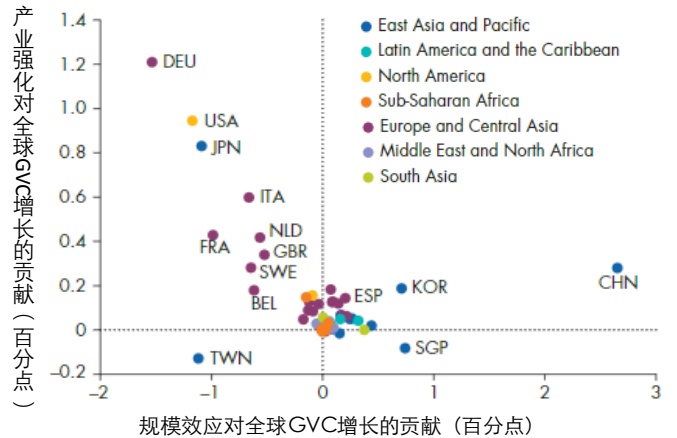 产业强化对全球GVC增长的贡献（百分点）
1.4
1.2
1.0
0.8
0.6
0.4
0.2
0
−0.2
East Asia and Pacific
Latin America and the Caribbean
North America
Sub-Saharan Africa
Europe and Central Asia
Middle East and North Africa
South Asia
DEU
USA
JPN
ITA
FRA
NLD
GBR
SWE
BEL
ESP
KOR
CHN
TWN
SGP
−2 −1 0 1 2 3
规模效应对全球GVC增长的贡献（百分点）